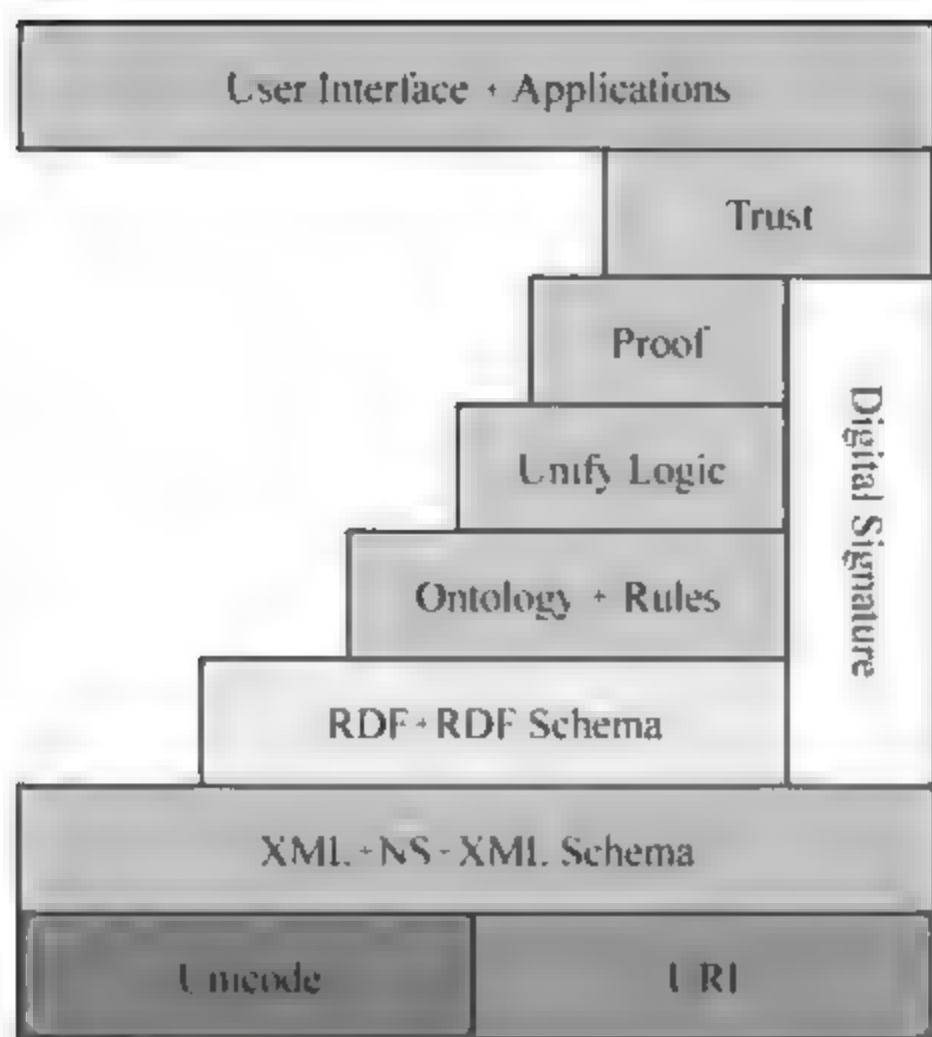 User Interface + Applications
Trust
Proof
Unify Logic
Ontology + Rules
RDF+RDF Schema
Digital Signature
XML+NS+XML Schema
Unicode
URI